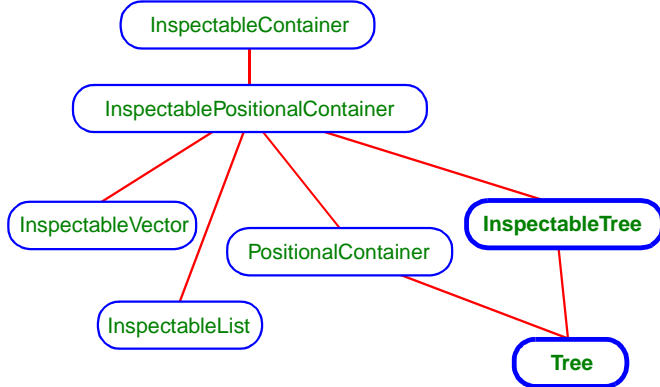 InspectableContainer
InspectablePositionalContainer
InspectableVector
InspectableTree
PositionalContainer
InspectableList
Tree